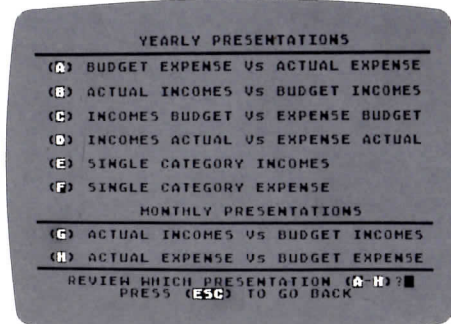 YEARLY PRESENTATIONS
(A) BUDGET EXPENSE Vs ACTUAL EXPENSE
(B) ACTUAL INCOMES Vs BUDGET INCOMES
(C) INCOMES BUDGET Vs EXPENSE BUDGET
(D) INCOMES ACTUAL Vs EXPENSE ACTUAL
(E) SINGLE CATEGORY INCOMES
(F) SINGLE CATEGORY EXPENSE
MONTHLY PRESENTATIONS
(G) ACTUAL INCOMES Vs BUDGET INCOMES
(H) ACTUAL EXPENSE Vs BUDGET EXPENSE
REVIEW WHICH PRESENTATION (A-H)?
PRESS (ESC) TO GO BACK